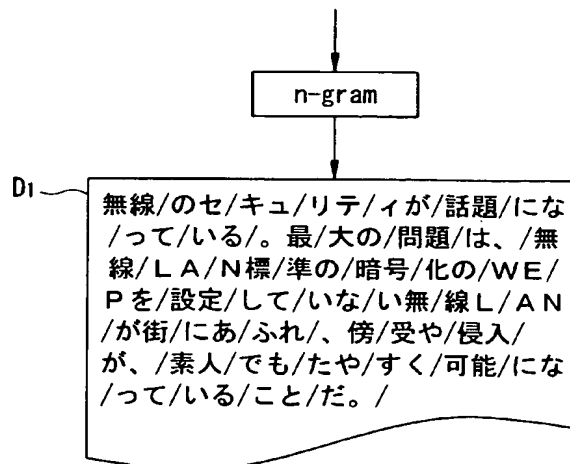 n-gram
D1
無線/のセ/キュ/リテ/ィが/話題/にな
/って/いる/。最/大の/問題/は、/無
線/LA/N標/準の/暗号/化の/WE/
Pを/設定/して/いな/い無/線L/AN
/が街/にあ/ふれ/、傍/受や/侵入/
が、/素人/でも/たや/すく/可能/にな
/って/いる/こと/だ。/